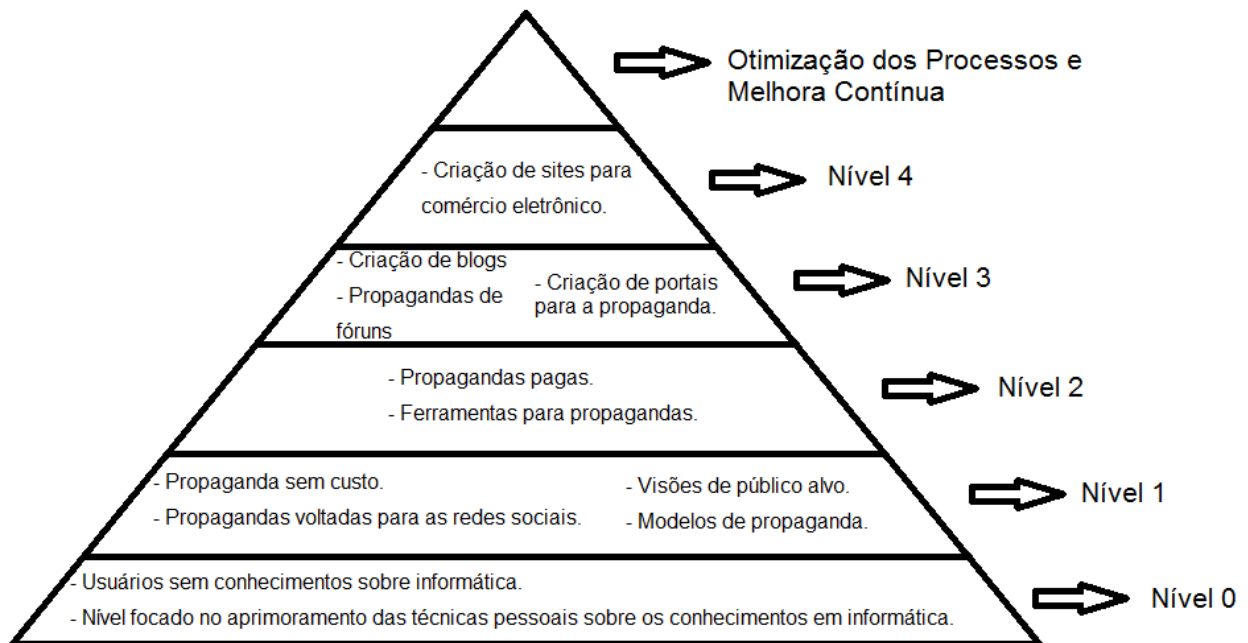 Otimização dos Processos e
Melhora Contínua
- Criação de sites para
comércio eletrônico.
Nível 4
- Criação de blogs
- Propagandas de
fóruns
- Criação de portais
para a propaganda.
Nível 3
- Propagandas pagas.
- Ferramentas para propagandas.
Nível 2
- Propaganda sem custo.
- Propagandas voltadas para as redes sociais.
- Visões de público alvo.
- Modelos de propaganda.
Nível 1
- Usuários sem conhecimentos sobre informática.
- Nível focado no aprimoramento das técnicas pessoais sobre os conhecimentos em informática.
Nível 0